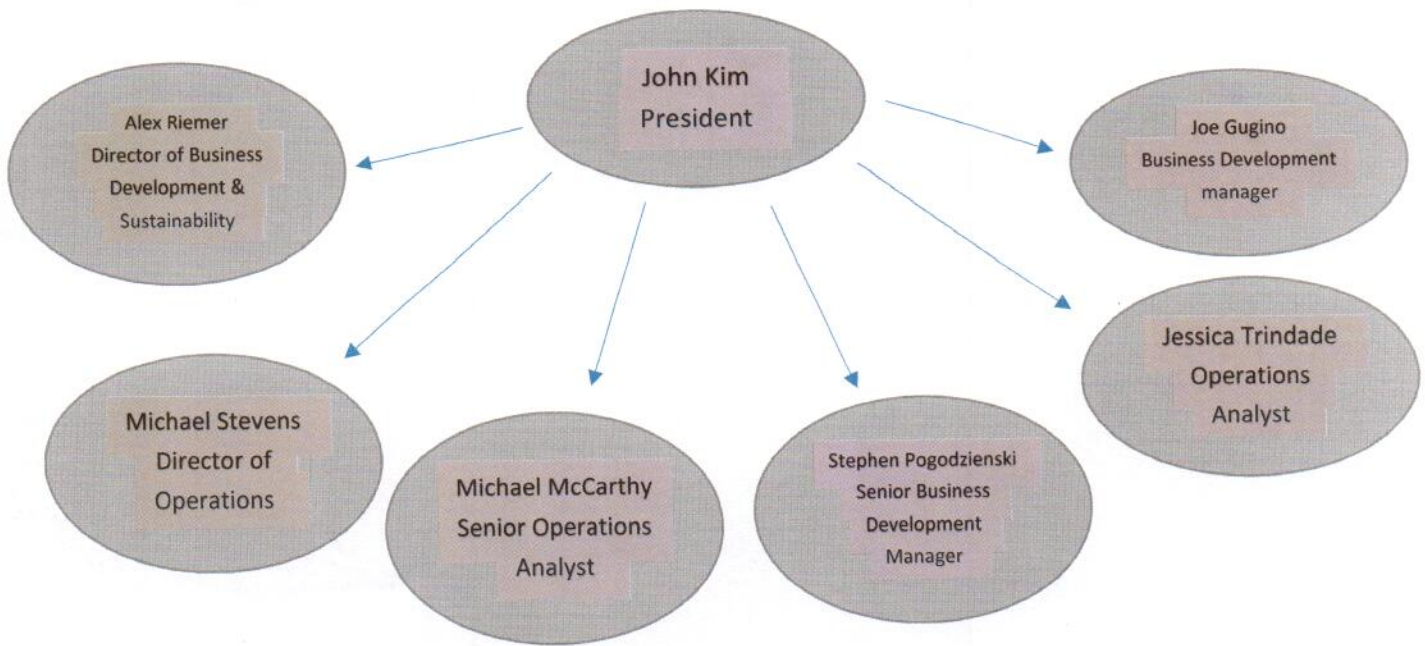 John Kim
President
Alex Riemer
Director of Business
Development &
Sustainability
Joe Gugino
Business Development
manager
Michael Stevens
Director of
Operations
Michael McCarthy
Senior Operations
Analyst
Stephen Pogodzienski
Senior Business
Development
Manager
Jessica Trindade
Operations
Analyst